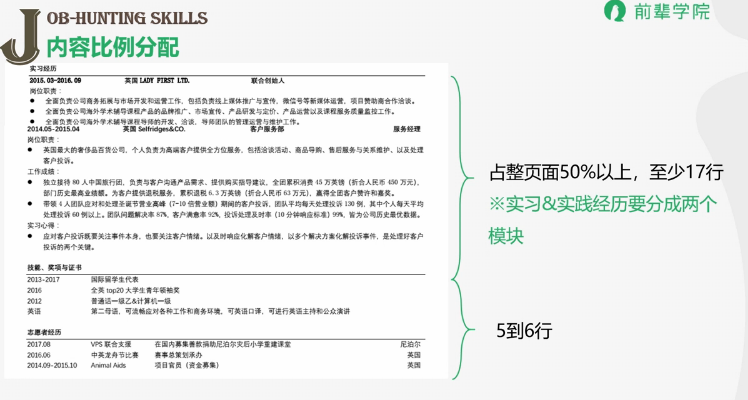 JOB-HUNTING SKILLS
前辈学院
内容比例分配
实习经历
2015.03-2016.09 英国 LADY FIRST LTD. 联合创始人
岗位职责：
● 全面负责公司商务拓展与市场开发和运营工作，包括负责线上媒体推广与宣传，微信号等新媒体运营，项目赞助商合作洽谈。
● 全面负责公司海外学术辅导课程产品的品牌推广、市场宣传、产品研发与定价、产品运营以及课程服务质量监控工作。
● 全面负责公司海外学术辅导课程导师的开发、洽谈，导师团队的管理运营与维护工作。
2014.05-2015.04 英国 Selfridges&CO. 客户服务部 服务经理
岗位职责：
● 英国最大的奢侈品百货公司，个人负责为高端客户提供全方位服务，包括洽谈活动、商品导购、售后服务与关系维护、以及处理
客户投诉。
工作成绩：
● 独立接待 80 人中国旅行团，负责与客户沟通产品需求、提供购买指导建议，全团累积消费 45 万英镑（折合人民币 450 万元），
部门历史最高业绩。为客户提供退税服务，累积退税 6.3 万英镑（折合人民币 63 万元），赢得全团客户赞许和嘉奖。
● 带领 6 人团队应对和处理圣诞节营业高峰（7-10 倍营业额）期间的客户投诉，团队平均每天处理投诉 130 例，其中个人每天平均
处理投诉 60 例以上。团队问题解决率 87%，客户满意率 92%，投诉处理及时率（10 分钟响应标准）99%，皆为公司历史最优数据。
实习心得：
● 应对客户投诉既要关注事件本身，也要关注客户情绪。以及时响应化解客户情绪，以多个解决方案化解投诉事件，是处理好客户
投诉的两个关键。
技能、奖项与证书
2013-2017 国际留学生代表
2016 全英 top20 大学生青年领袖奖
2012 普通话一级乙&计算机一级
英语 第二母语，可流畅应对各种工作和商务环境，可英语口译，可进行英语主持和公众演讲
志愿者经历
2017.08 VPS 联合支援 在国内募集善款捐助尼泊尔灾后小学重建课堂 尼泊尔
2016.06 中英龙舟节比赛 赛事总策划承办 英国
2014.09-2015.10 Animal Aids 项目官员（资金募集） 英国
占整页面50%以上，至少17行
※实习&实践经历要分成两个
模块
5到6行